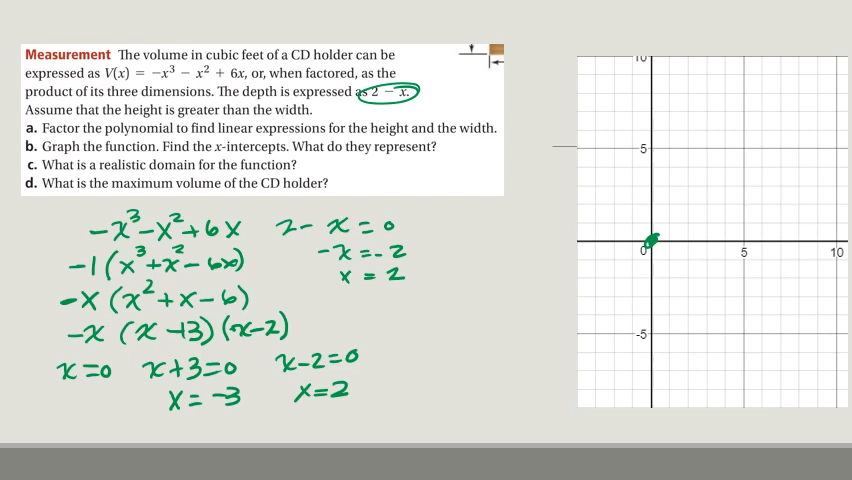 Measurement The volume in cubic feet of a CD holder can be
expressed as V(x) = −x³ − x² + 6x, or, when factored, as the
product of its three dimensions. The depth is expressed as 2 − x.
Assume that the height is greater than the width.
a. Factor the polynomial to find linear expressions for the height and the width.
b. Graph the function. Find the x-intercepts. What do they represent?
c. What is a realistic domain for the function?
d. What is the maximum volume of the CD holder?
-x³-x²+6x
-1(x³+x²-6x)
-x(x²+x-6)
-x (x+3)(x-2)
x=0 x+3=0 x-2=0
x=-3 x=2
2-x=0
-x=-2
x=2
10
5
0 5 10
-5